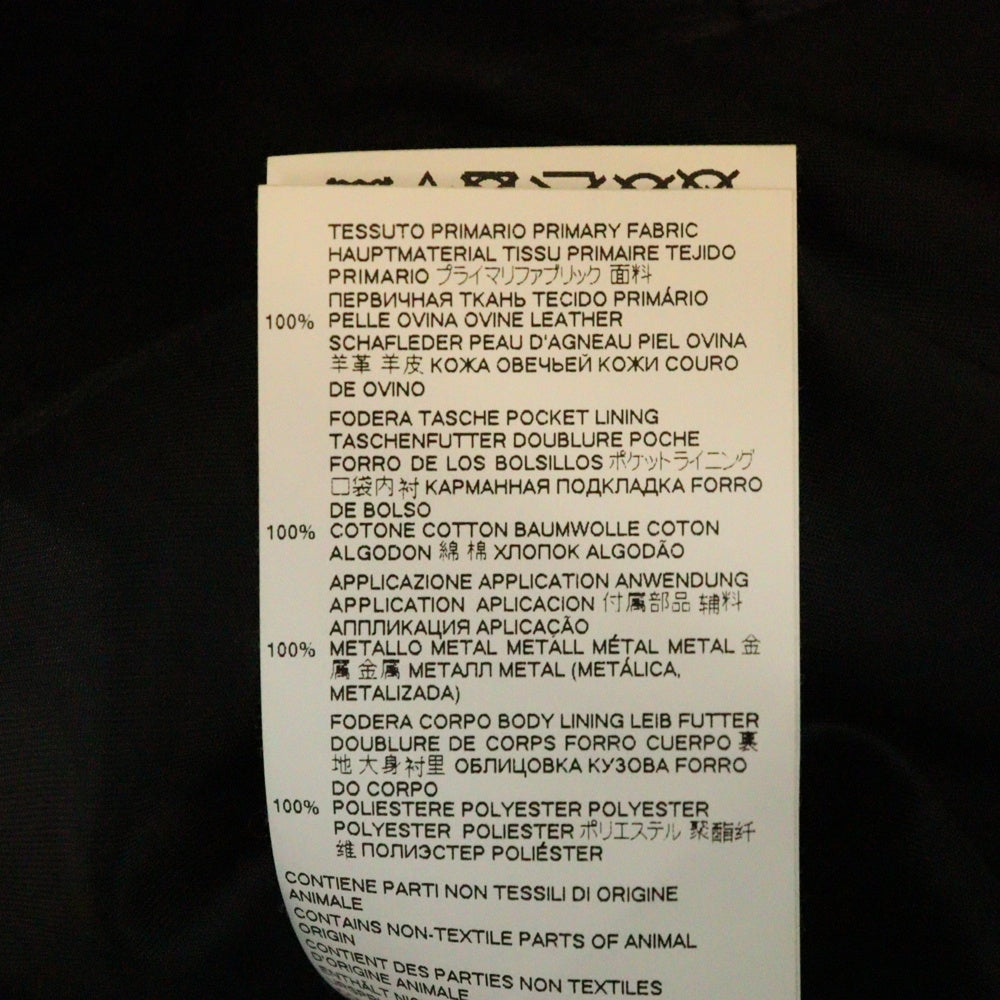 TESSUTO PRIMARIO PRIMARY FABRIC
HAUPTMATERIAL TISSU PRIMAIRE TEJIDO
PRIMARIO プライマリファブリック 面料
ПЕРВИЧНАЯ ТКАНЬ TECIDO PRIMÁRIO
100% PELLE OVINA OVINE LEATHER
SCHAFLEDER PEAU D'AGNEAU PIEL OVINA
羊革 羊皮 КОЖА ОВЕЧЬЕЙ КОЖИ COURO
DE OVINO
FODERA TASCHE POCKET LINING
TASCHENFUTTER DOUBLURE POCHE
FORRO DE LOS BOLSILLOS ポケットライニング
口袋内衬 КАРМАННАЯ ПОДКЛАДКА FORRO
DE BOLSO
100% COTONE COTTON BAUMWOLLE COTON
ALGODON 綿 棉 ХЛОПОК ALGODÃO
APPLICAZIONE APPLICATION ANWENDUNG
APPLICATION APLICACION 付属部品 辅料
АППЛИКАЦИЯ APLICAÇÃO
100% METALLO METAL METALL MÉTAL METAL 金
属 金属 МЕТАЛЛ METAL (METÁLICA,
METALIZADA)
FODERA CORPO BODY LINING LEIB FUTTER
DOUBLURE DE CORPS FORRO CUERPO 裏
地 大身衬里 ОБЛИЦОВКА КУЗОВА FORRO
DO CORPO
100% POLIESTERE POLYESTER POLYESTER
POLYESTER POLIESTER ポリエステル 聚酯纤
维 ПОЛИЭСТЕР POLIÉSTER
CONTIENE PARTI NON TESSILI DI ORIGINE
ANIMALE
CONTAINS NON-TEXTILE PARTS OF ANIMAL
ORIGIN
CONTIENT DES PARTIES NON TEXTILES
D'ORIGINE ANIMALE
ENTHÄLT